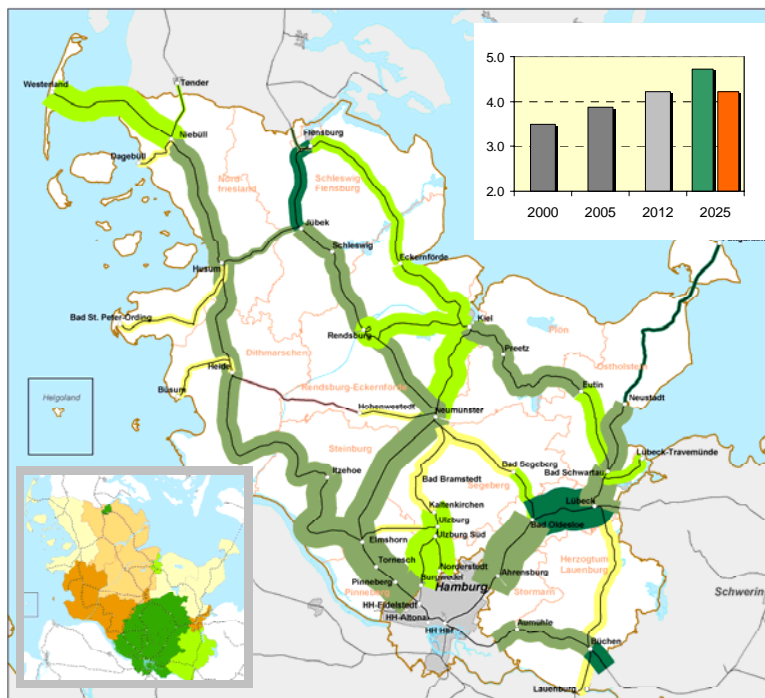 5.0
4.0
3.0
2.0
2000
2005
2012
2025
Westerland
Tønder
Niebüll
Flensburg
Dagebüll
Nord-
friesland
Schleswig
Flensburg
Jübek
Schleswig
Husum
Eckernförde
Bad St. Peter-Ording
Kiel
Plön
Rendsburg
Preetz
Ostholstein
Dithmarschen
Heide
Rendsburg-Eckernförde
Eutin
Neustadt
Büsum
Helgoland
Hohenwestedt
Neumünster
Steinburg
Lübeck-Travemünde
Itzehoe
Bad Segeberg
Bad Schwartau
Bad Bramstedt
Segeberg
Lübeck
Kaltenkirchen
Ulzburg
Bad Oldesloe
Elmshorn
Ulzburg Süd
Herzogtum
Lauenburg
Tornesch
Norderstedt
Ahrensburg
Pinneberg
Burgwedel
Hamburg
Stormarn
Schwerin
Pinneberg
HH-Eidelstedt
HH-Altona
HH Hbf
Aumühle
Büchen
Lauenburg